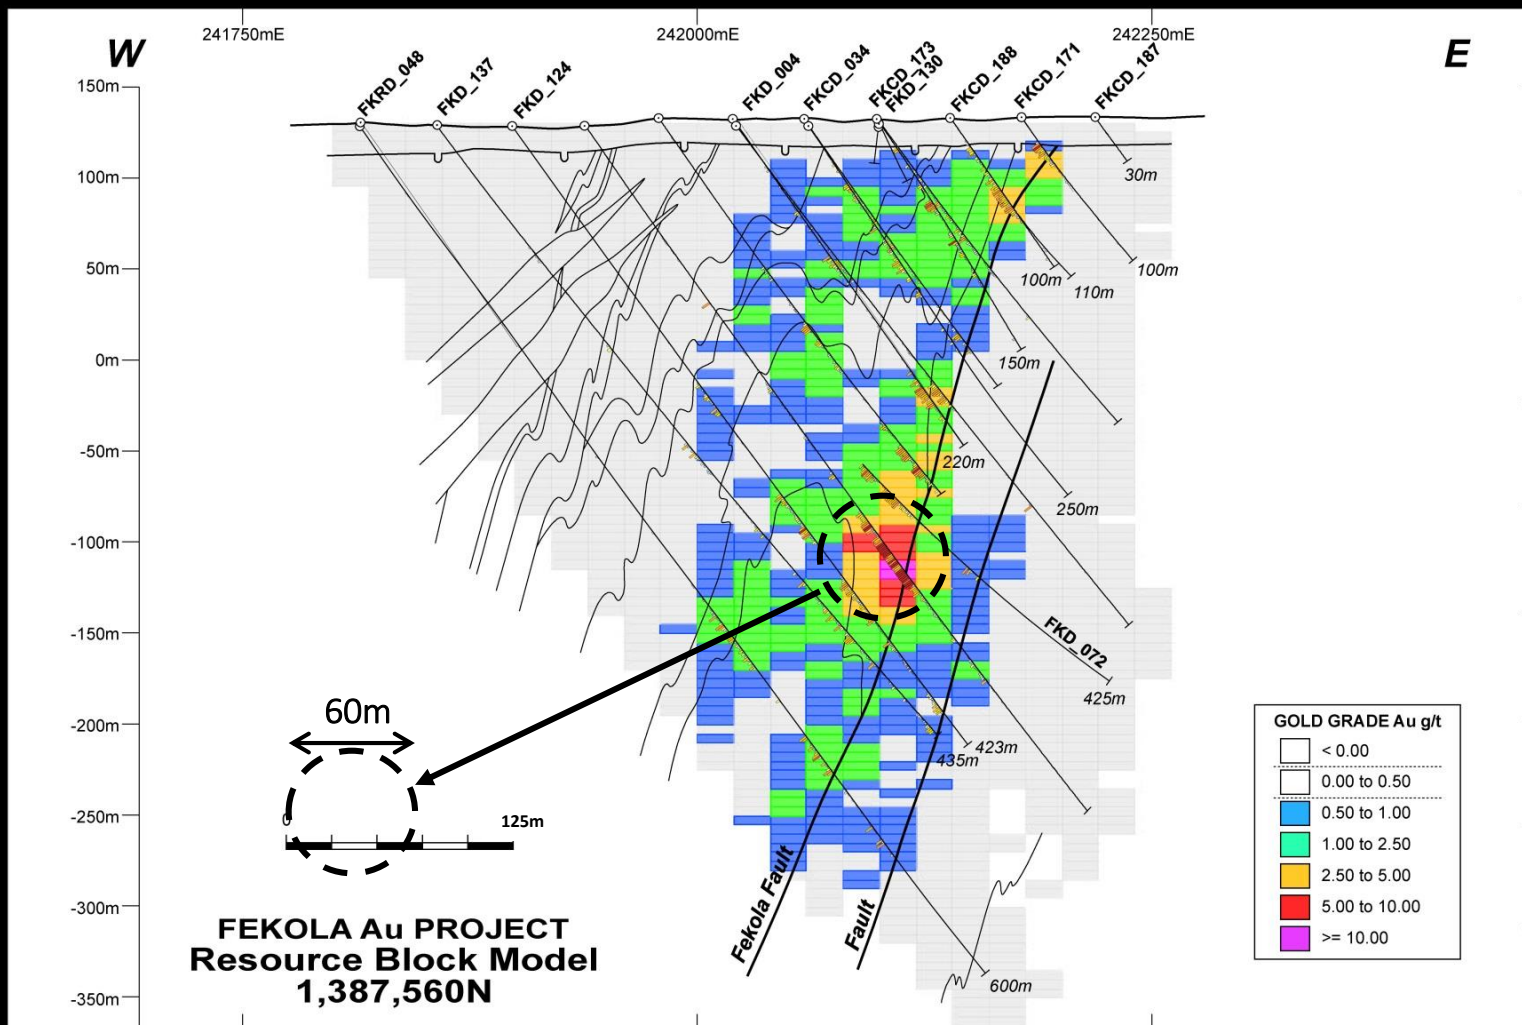 241750mE
242000mE
242250mE
W
E
FKRD_048
FKD_137
FKD_124
FKD_004
FKCD_034
FKCD_173
FKD_130
FKCD_188
FKCD_171
FKCD_187
150m
100m
50m
0m
-50m
-100m
-150m
-200m
-250m
-300m
-350m
30m
100m
100m
110m
150m
220m
250m
FKD_072
425m
423m
435m
600m
Fekola Fault
Fault
60m
0
125m
FEKOLA Au PROJECT
Resource Block Model
1,387,560N
GOLD GRADE Au g/t
< 0.00
0.00 to 0.50
0.50 to 1.00
1.00 to 2.50
2.50 to 5.00
5.00 to 10.00
>= 10.00